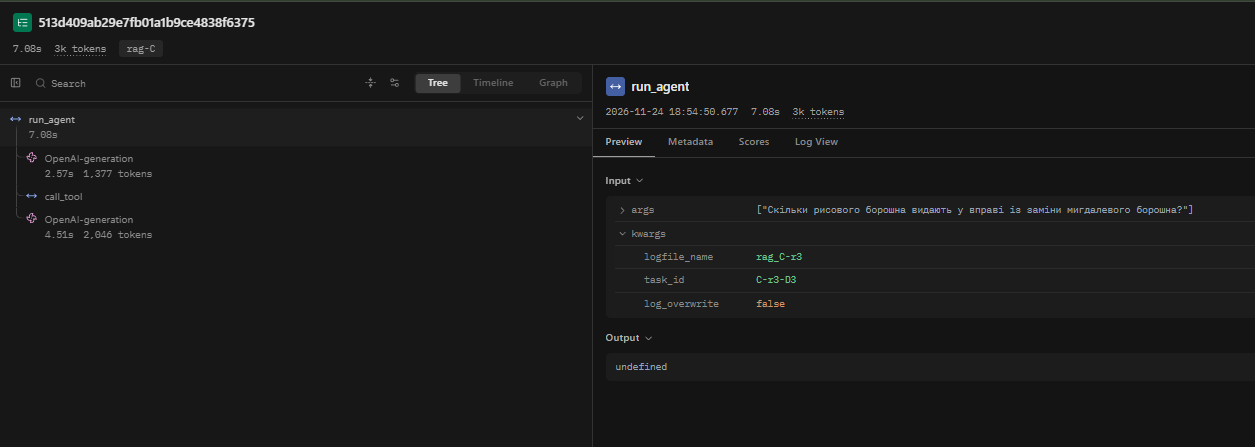 513d409ab29e7fb01a1b9ce4838f6375
7.08s 3k tokens rag-C
Search Tree Timeline Graph
run_agent
7.08s
OpenAI-generation
2.57s 1,377 tokens
call_tool
OpenAI-generation
4.51s 2,046 tokens
run_agent
2026-11-24 18:54:50.677 7.08s 3k tokens
Preview Metadata Scores Log View
Input
args ["Скільки рисового борошна видають у вправі із заміни мигдалевого борошна?"]
kwargs
logfile_name rag_C-r3
task_id C-r3-D3
log_overwrite false
Output
undefined